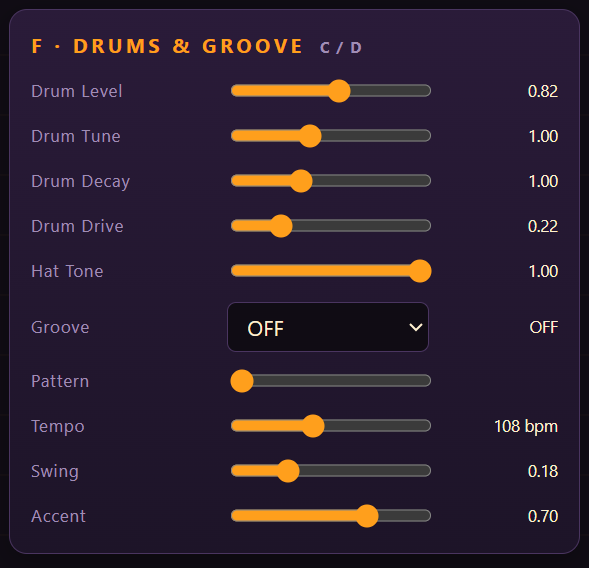 F · DRUMS & GROOVE C / D
Drum Level 0.82
Drum Tune 1.00
Drum Decay 1.00
Drum Drive 0.22
Hat Tone 1.00
Groove OFF OFF
Pattern
Tempo 108 bpm
Swing 0.18
Accent 0.70